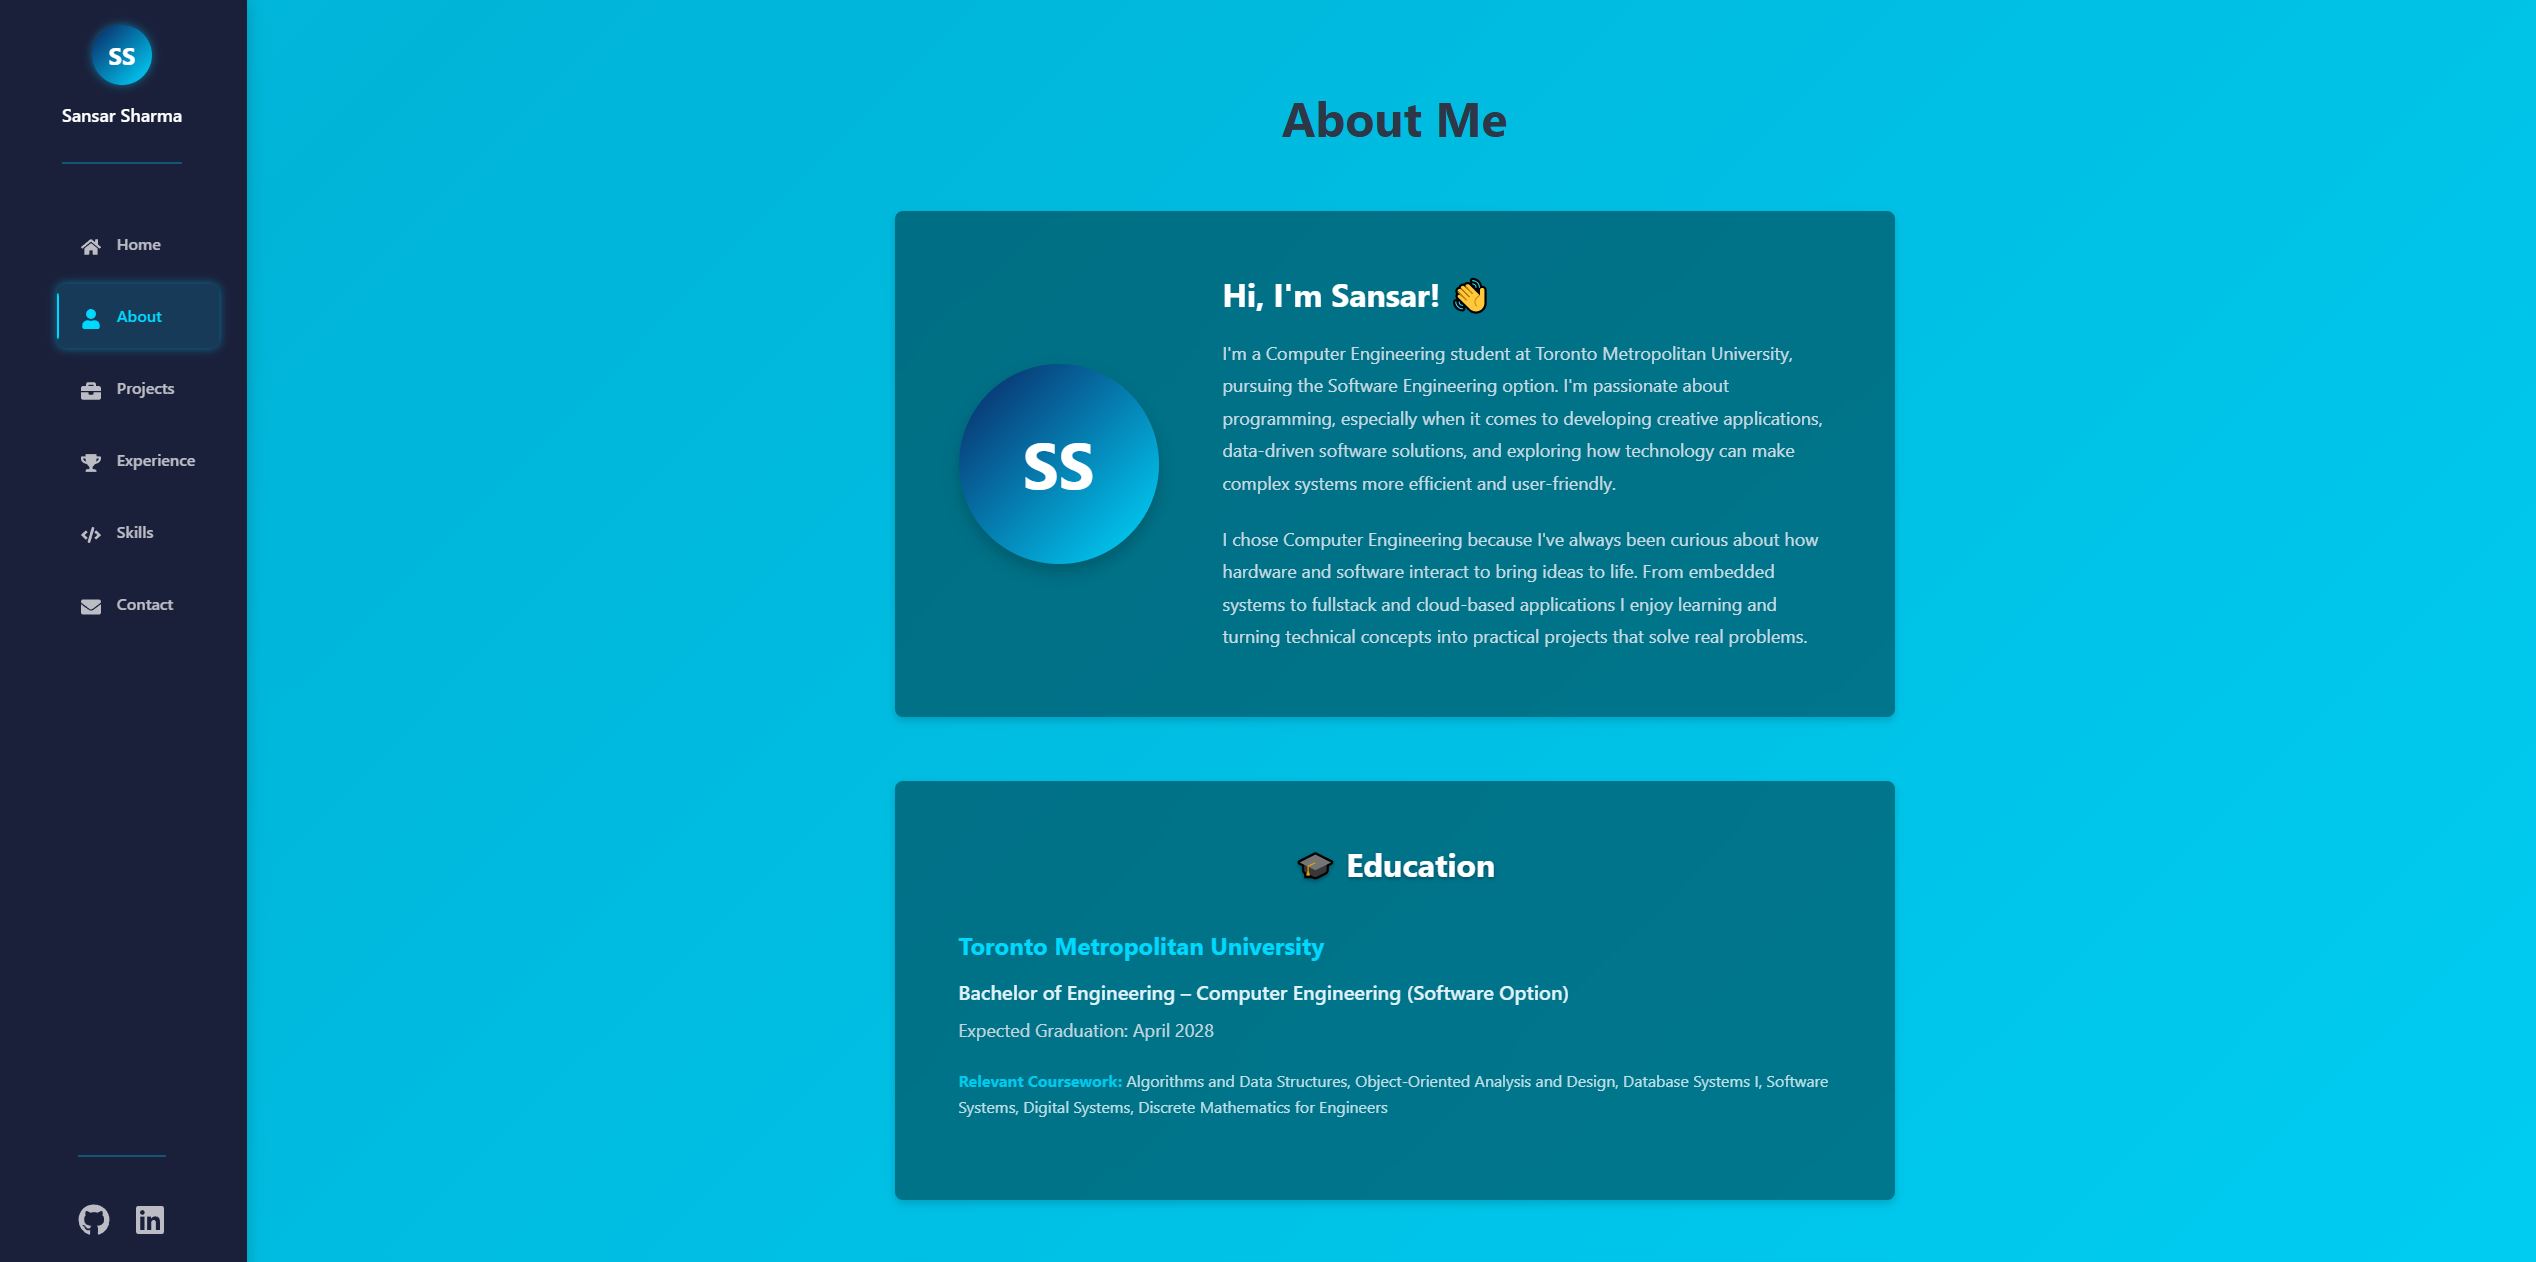 SS
Sansar Sharma
Home
About
Projects
Experience
Skills
Contact
About Me
SS
Hi, I'm Sansar! 👋
I'm a Computer Engineering student at Toronto Metropolitan University,
pursuing the Software Engineering option. I'm passionate about
programming, especially when it comes to developing creative applications,
data-driven software solutions, and exploring how technology can make
complex systems more efficient and user-friendly.
I chose Computer Engineering because I've always been curious about how
hardware and software interact to bring ideas to life. From embedded
systems to fullstack and cloud-based applications I enjoy learning and
turning technical concepts into practical projects that solve real problems.
🎓 Education
Toronto Metropolitan University
Bachelor of Engineering – Computer Engineering (Software Option)
Expected Graduation: April 2028
Relevant Coursework: Algorithms and Data Structures, Object-Oriented Analysis and Design, Database Systems I, Software
Systems, Digital Systems, Discrete Mathematics for Engineers
in